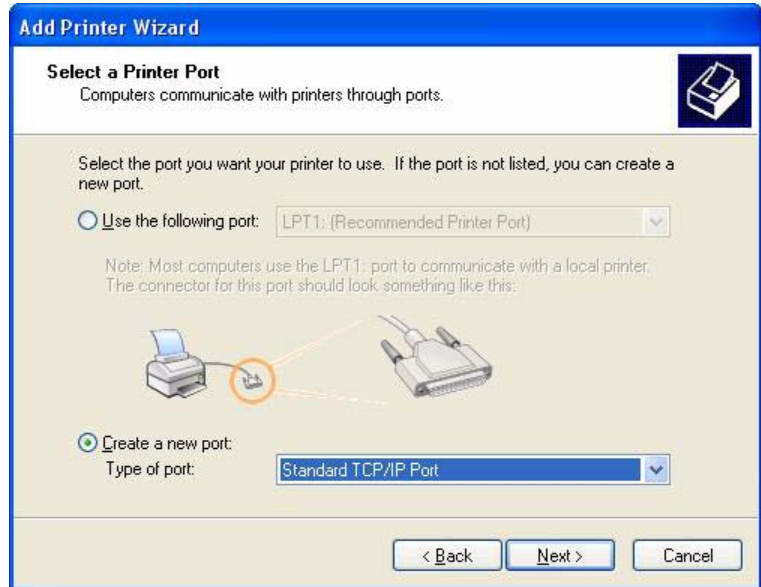 Add Printer Wizard
Select a Printer Port
Computers communicate with printers through ports.
Select the port you want your printer to use. If the port is not listed, you can create a
new port.
Use the following port: LPT1: (Recommended Printer Port)
Note: Most computers use the LPT1: port to communicate with a local printer.
The connector for this port should look something like this:
Create a new port:
Type of port: Standard TCP/IP Port
< Back Next > Cancel